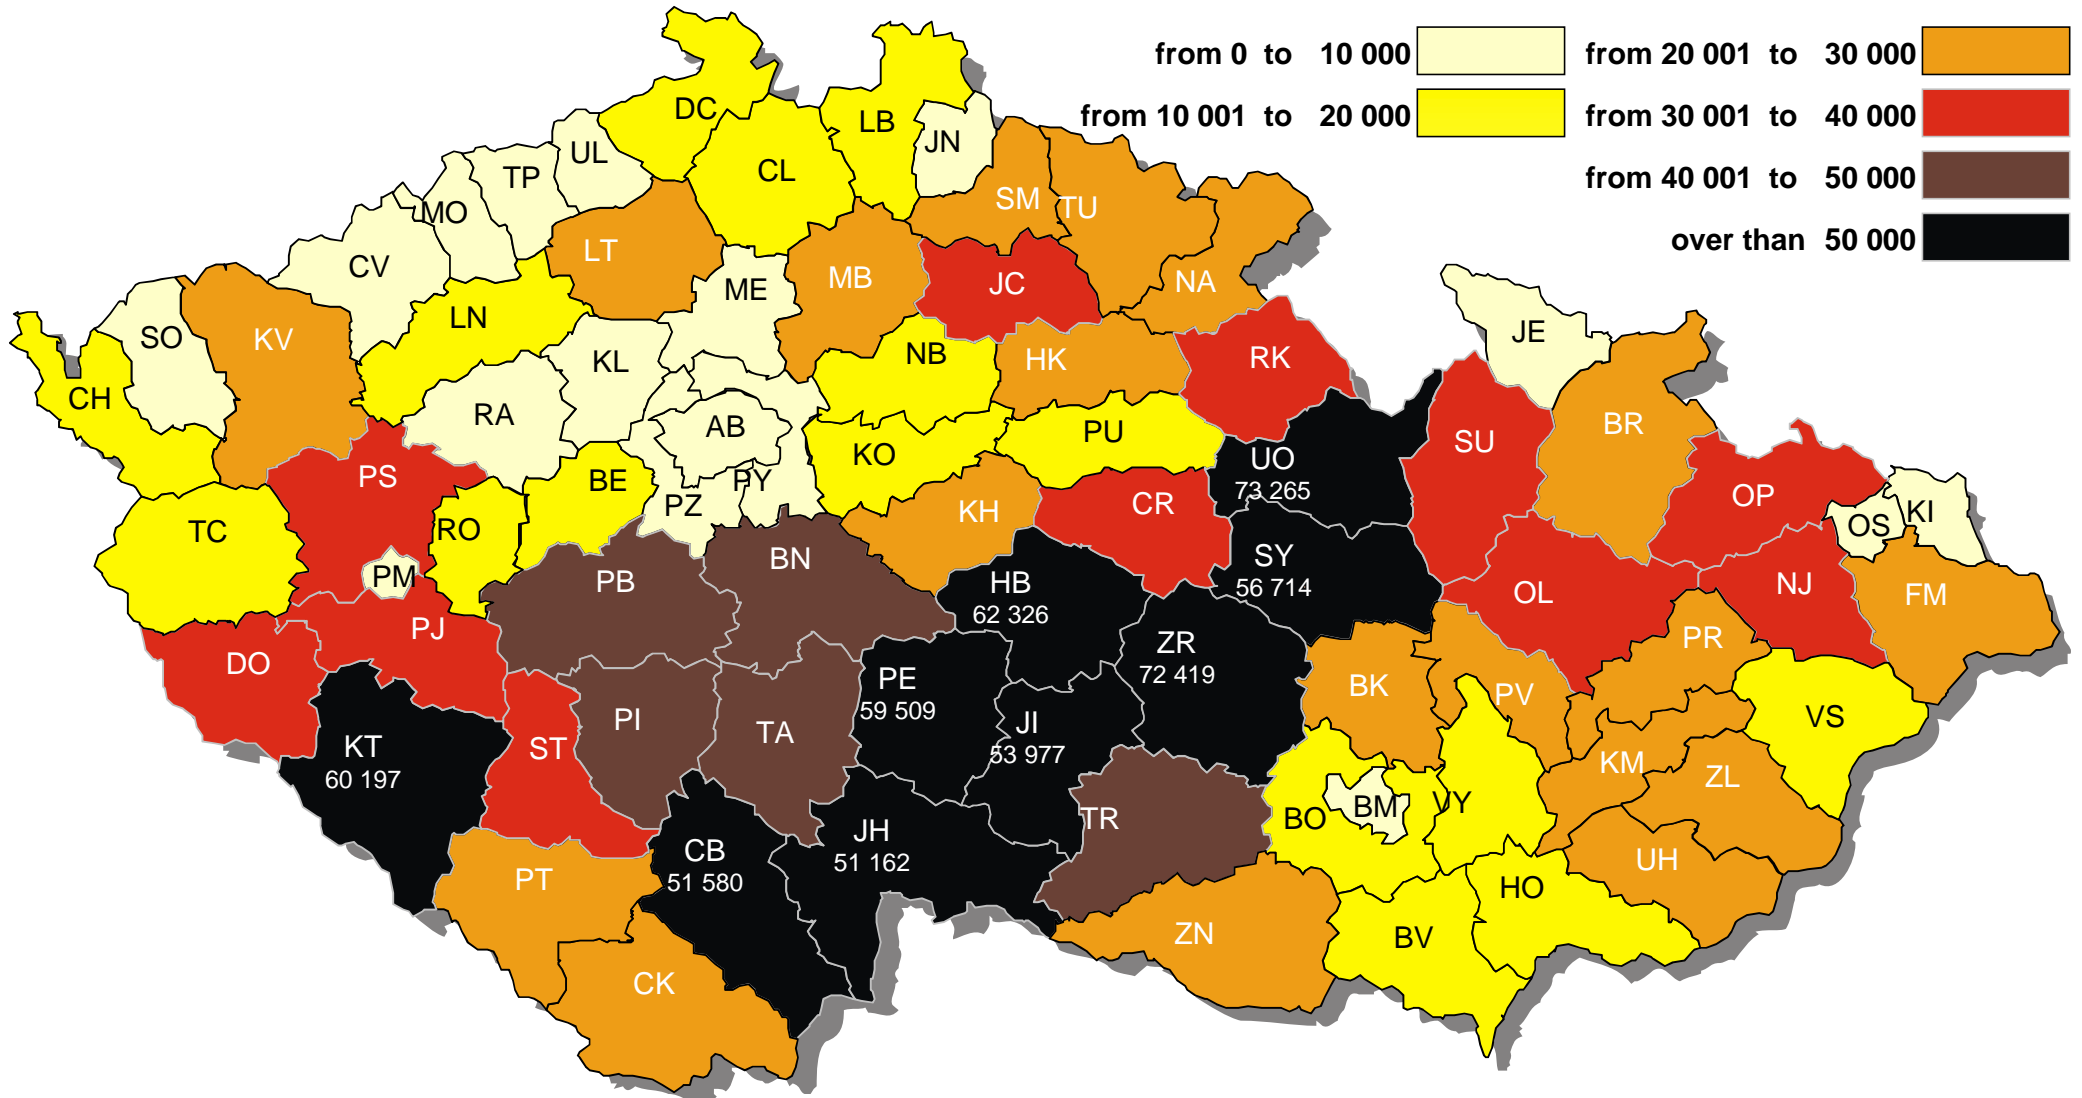 from 0 to 10 000
from 20 001 to 30 000
from 10 001 to 20 000
from 30 001 to 40 000
from 40 001 to 50 000
over than 50 000
DC
LB
JN
UL
TP
CL
MO
SM
TU
LT
CV
ME
MB
JC
NA
SO
KV
LN
JE
KL
NB
HK
RK
CH
RA
AB
PU
BR
SU
KO
PS
BE
PY
PZ
UO
73 265
OP
KI
OS
TC
RO
KH
CR
BN
SY
56 714
PM
PB
HB
62 326
OL
NJ
FM
PJ
DO
ZR
72 419
PR
PE
59 509
BK
PV
PI
TA
JI
53 977
VS
KT
60 197
ST
KM
ZL
BO
BM
VY
TR
JH
51 162
CB
51 580
UH
PT
HO
ZN
BV
CK